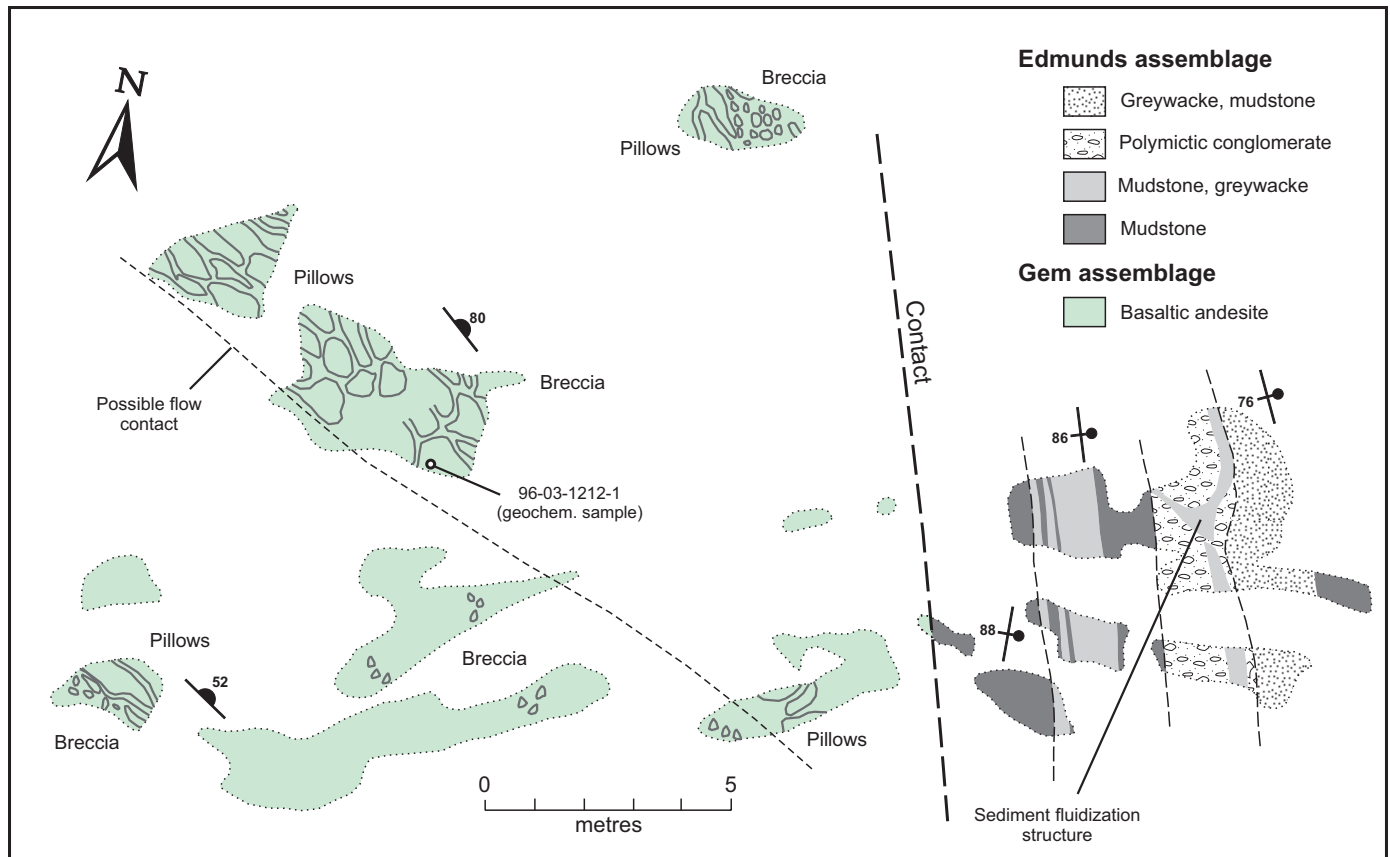 N
Breccia
Pillows
Edmunds assemblage
Greywacke, mudstone
Polymictic conglomerate
Mudstone, greywacke
Mudstone
Gem assemblage
Basaltic andesite
Pillows
80
Breccia
Possible flow
contact
Contact
96-03-1212-1
(geochem. sample)
76
86
88
Pillows
52
Breccia
Breccia
Pillows
0 5
metres
Sediment fluidization
structure